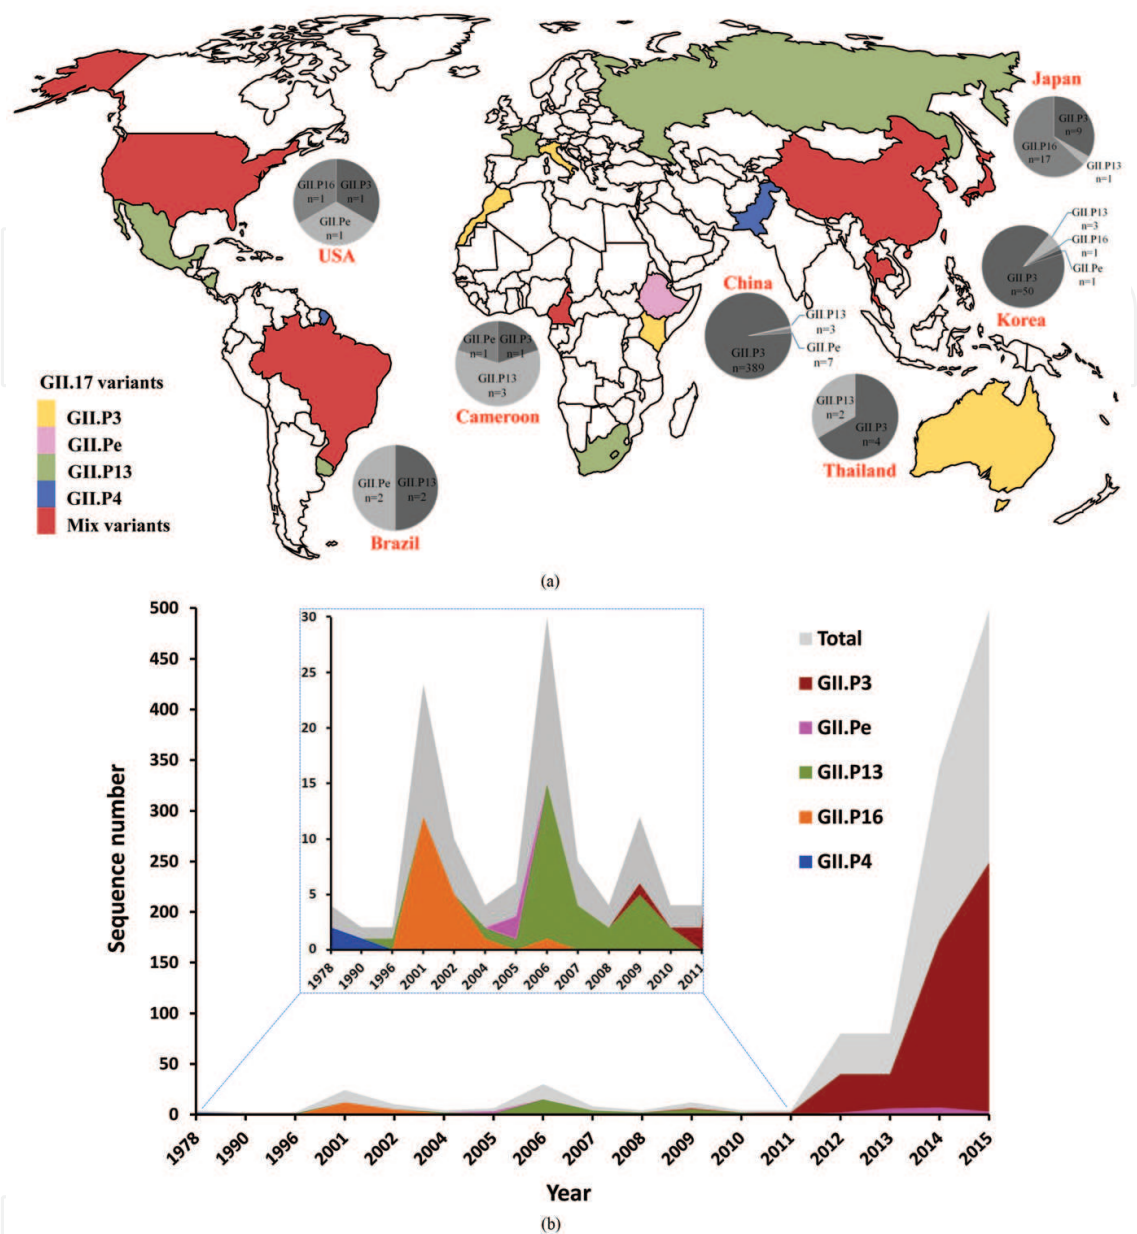 Japan
GII.P3
n=9
GII.P16
n=17
GII.P13
n=1
GII.P16
n=1
GII.P3
n=1
GII.Pe
n=1
USA
GII.P13
n=3
GII.P16
n=1
GII.Pe
n=1
GII.P3
n=50
Korea
China
GII.P13
n=3
GII.Pe
n=7
GII.P3
n=389
GII.Pe
n=1
GII.P3
n=1
GII.P13
n=3
Cameroon
GII.P13
n=2
GII.P3
n=4
Thailand
GII.Pe
n=2
GII.P13
n=2
Brazil
GII.17 variants
GII.P3
GII.Pe
GII.P13
GII.P4
Mix variants
(a)
Sequence number
500
450
400
350
300
250
200
150
100
50
0
30
25
20
15
10
5
0
1978
1990
1996
2001
2002
2004
2005
2006
2007
2008
2009
2010
2011
Total
GII.P3
GII.Pe
GII.P13
GII.P16
GII.P4
1978
1990
1996
2001
2002
2004
2005
2006
2007
2008
2009
2010
2011
2012
2013
2014
2015
Year
(b)